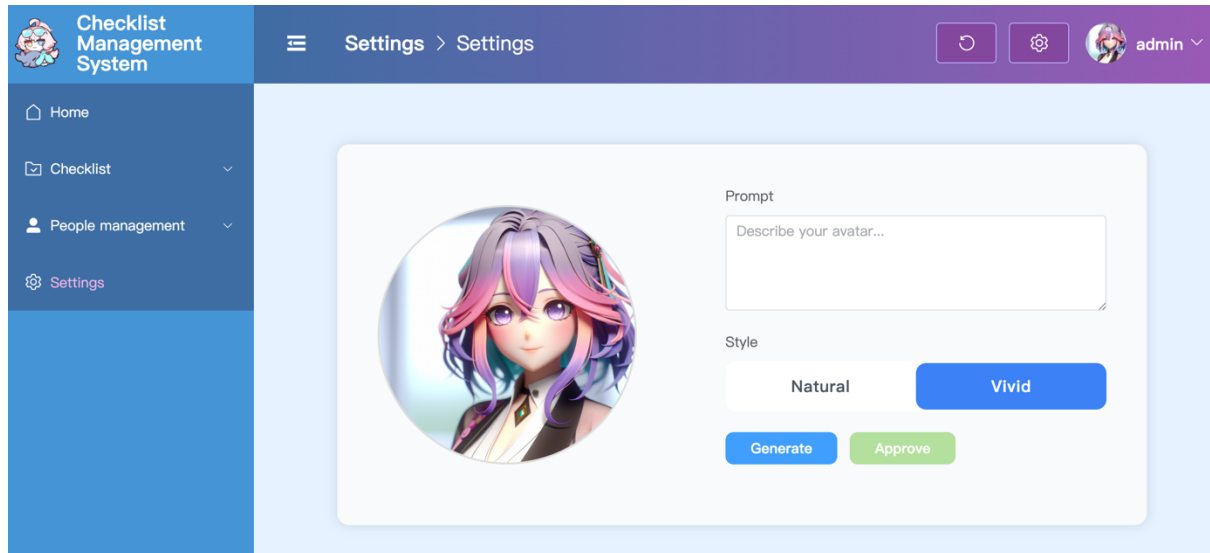 Checklist
Management
System
Settings > Settings
admin
Home
Checklist
People management
Settings
Prompt
Describe your avatar...
Style
Natural
Vivid
Generate
Approve